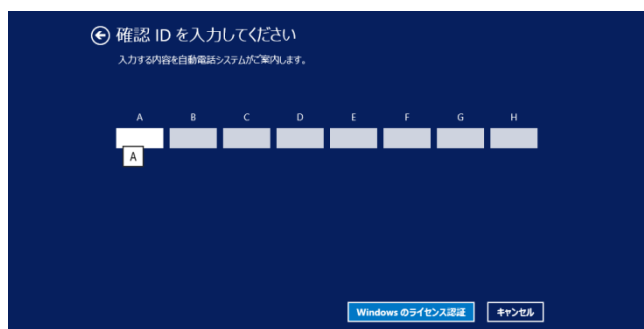 確認 ID を入力してください
入力する内容を自動電話システムがご案内します。
A B C D E F G H
A
Windows のライセンス認証 キャンセル